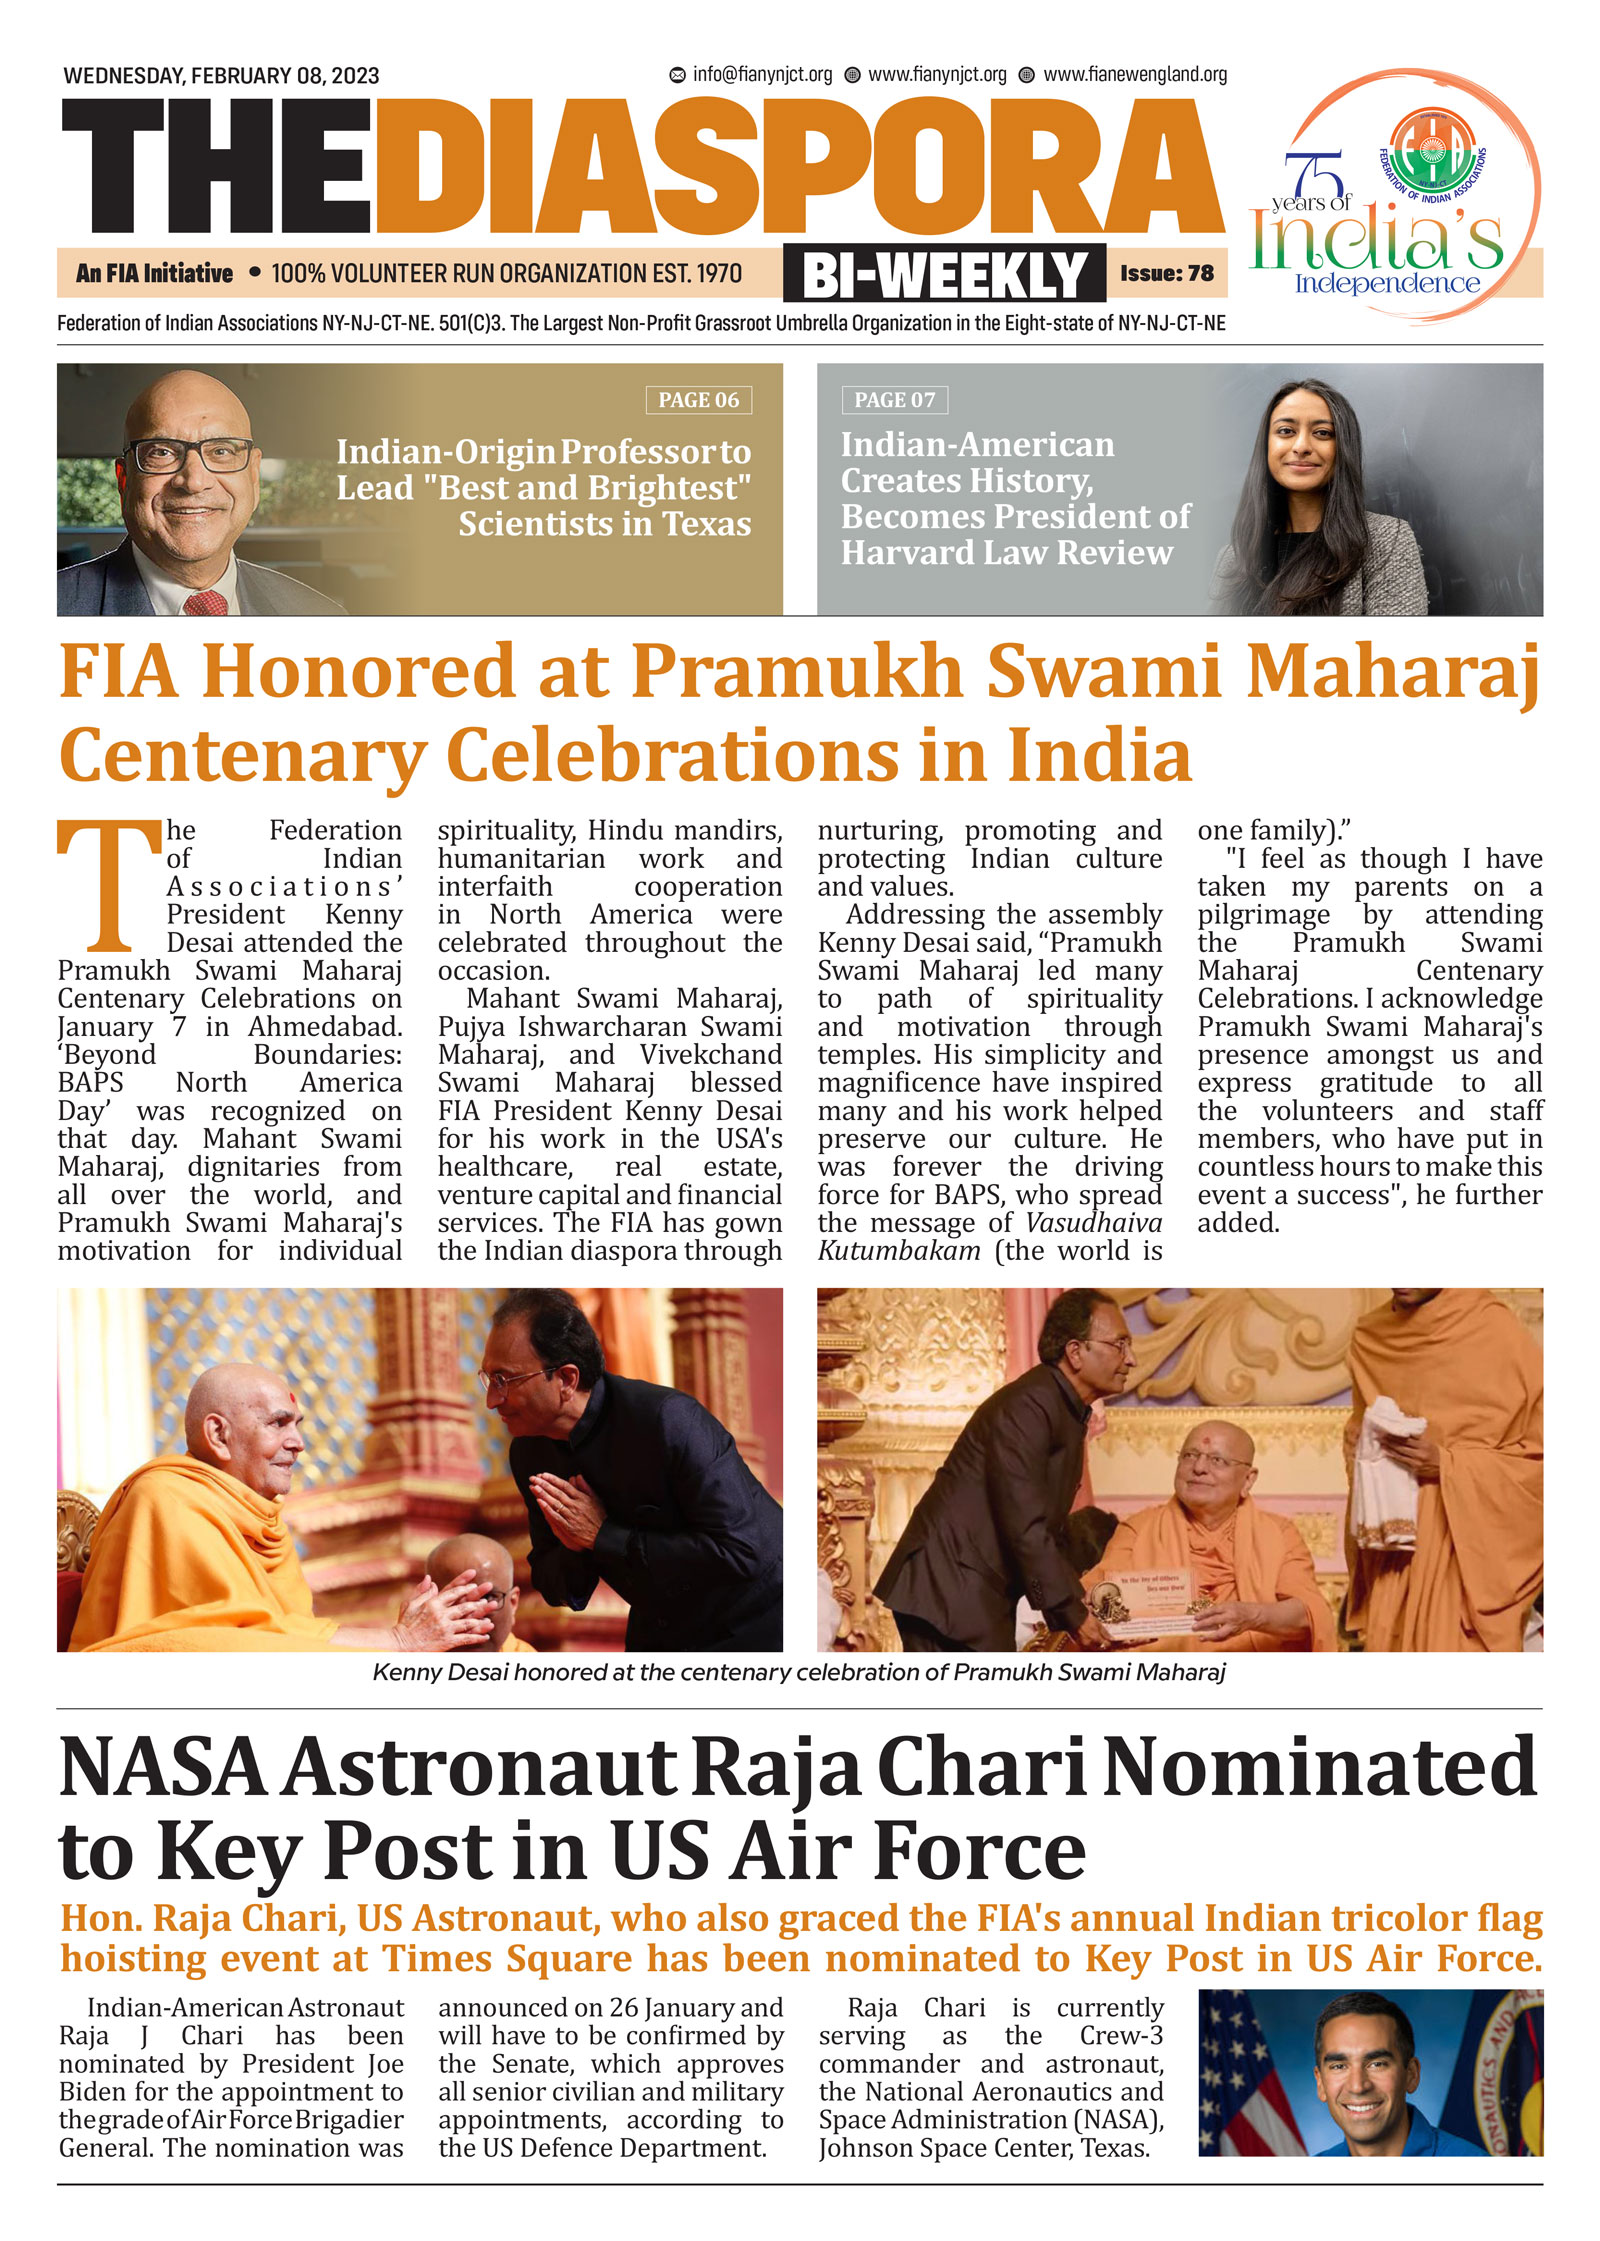 WEDNESDAY, FEBRUARY 08, 2023
info@fianynjct.org www.fianynjct.org www.fianewengland.org
THEDIASPORA
An FIA Initiative • 100% VOLUNTEER RUN ORGANIZATION EST. 1970
BI-WEEKLY
Issue: 78
Federation of Indian Associations NY-NJ-CT-NE. 501(C)3. The Largest Non-Profit Grassroot Umbrella Organization in the Eight-state of NY-NJ-CT-NE
FIA
NY-NJ-CT
FEDERATION OF INDIAN ASSOCIATIONS
75
years of
India's
Independence
PAGE 06
Indian-Origin Professor to
Lead "Best and Brightest"
Scientists in Texas
PAGE 07
Indian-American
Creates History,
Becomes President of
Harvard Law Review
FIA Honored at Pramukh Swami Maharaj
Centenary Celebrations in India
The Federation
of Indian
Associations’
President Kenny
Desai attended the
Pramukh Swami Maharaj
Centenary Celebrations on
January 7 in Ahmedabad.
‘Beyond Boundaries:
BAPS North America
Day’ was recognized on
that day. Mahant Swami
Maharaj, dignitaries from
all over the world, and
Pramukh Swami Maharaj's
motivation for individual
spirituality, Hindu mandirs,
humanitarian work and
interfaith cooperation
in North America were
celebrated throughout the
occasion.
Mahant Swami Maharaj,
Pujya Ishwarcharan Swami
Maharaj, and Vivekchand
Swami Maharaj blessed
FIA President Kenny Desai
for his work in the USA's
healthcare, real estate,
venture capital and financial
services. The FIA has gown
the Indian diaspora through
nurturing, promoting and
protecting Indian culture
and values.
Addressing the assembly
Kenny Desai said, “Pramukh
Swami Maharaj led many
to path of spirituality
and motivation through
temples. His simplicity and
magnificence have inspired
many and his work helped
preserve our culture. He
was forever the driving
force for BAPS, who spread
the message of Vasudhaiva
Kutumbakam (the world is
one family).”
"I feel as though I have
taken my parents on a
pilgrimage by attending
the Pramukh Swami
Maharaj Centenary
Celebrations. I acknowledge
Pramukh Swami Maharaj's
presence amongst us and
express gratitude to all
the volunteers and staff
members, who have put in
countless hours to make this
event a success", he further
added.
In the Joy of Others
Lies our Own
Kenny Desai honored at the centenary celebration of Pramukh Swami Maharaj
NASA Astronaut Raja Chari Nominated
to Key Post in US Air Force
Hon. Raja Chari, US Astronaut, who also graced the FIA's annual Indian tricolor flag
hoisting event at Times Square has been nominated to Key Post in US Air Force.
Indian-American Astronaut
Raja J Chari has been
nominated by President Joe
Biden for the appointment to
the grade of Air Force Brigadier
General. The nomination was
announced on 26 January and
will have to be confirmed by
the Senate, which approves
all senior civilian and military
appointments, according to
the US Defence Department.
Raja Chari is currently
serving as the Crew-3
commander and astronaut,
the National Aeronautics and
Space Administration (NASA),
Johnson Space Center, Texas.